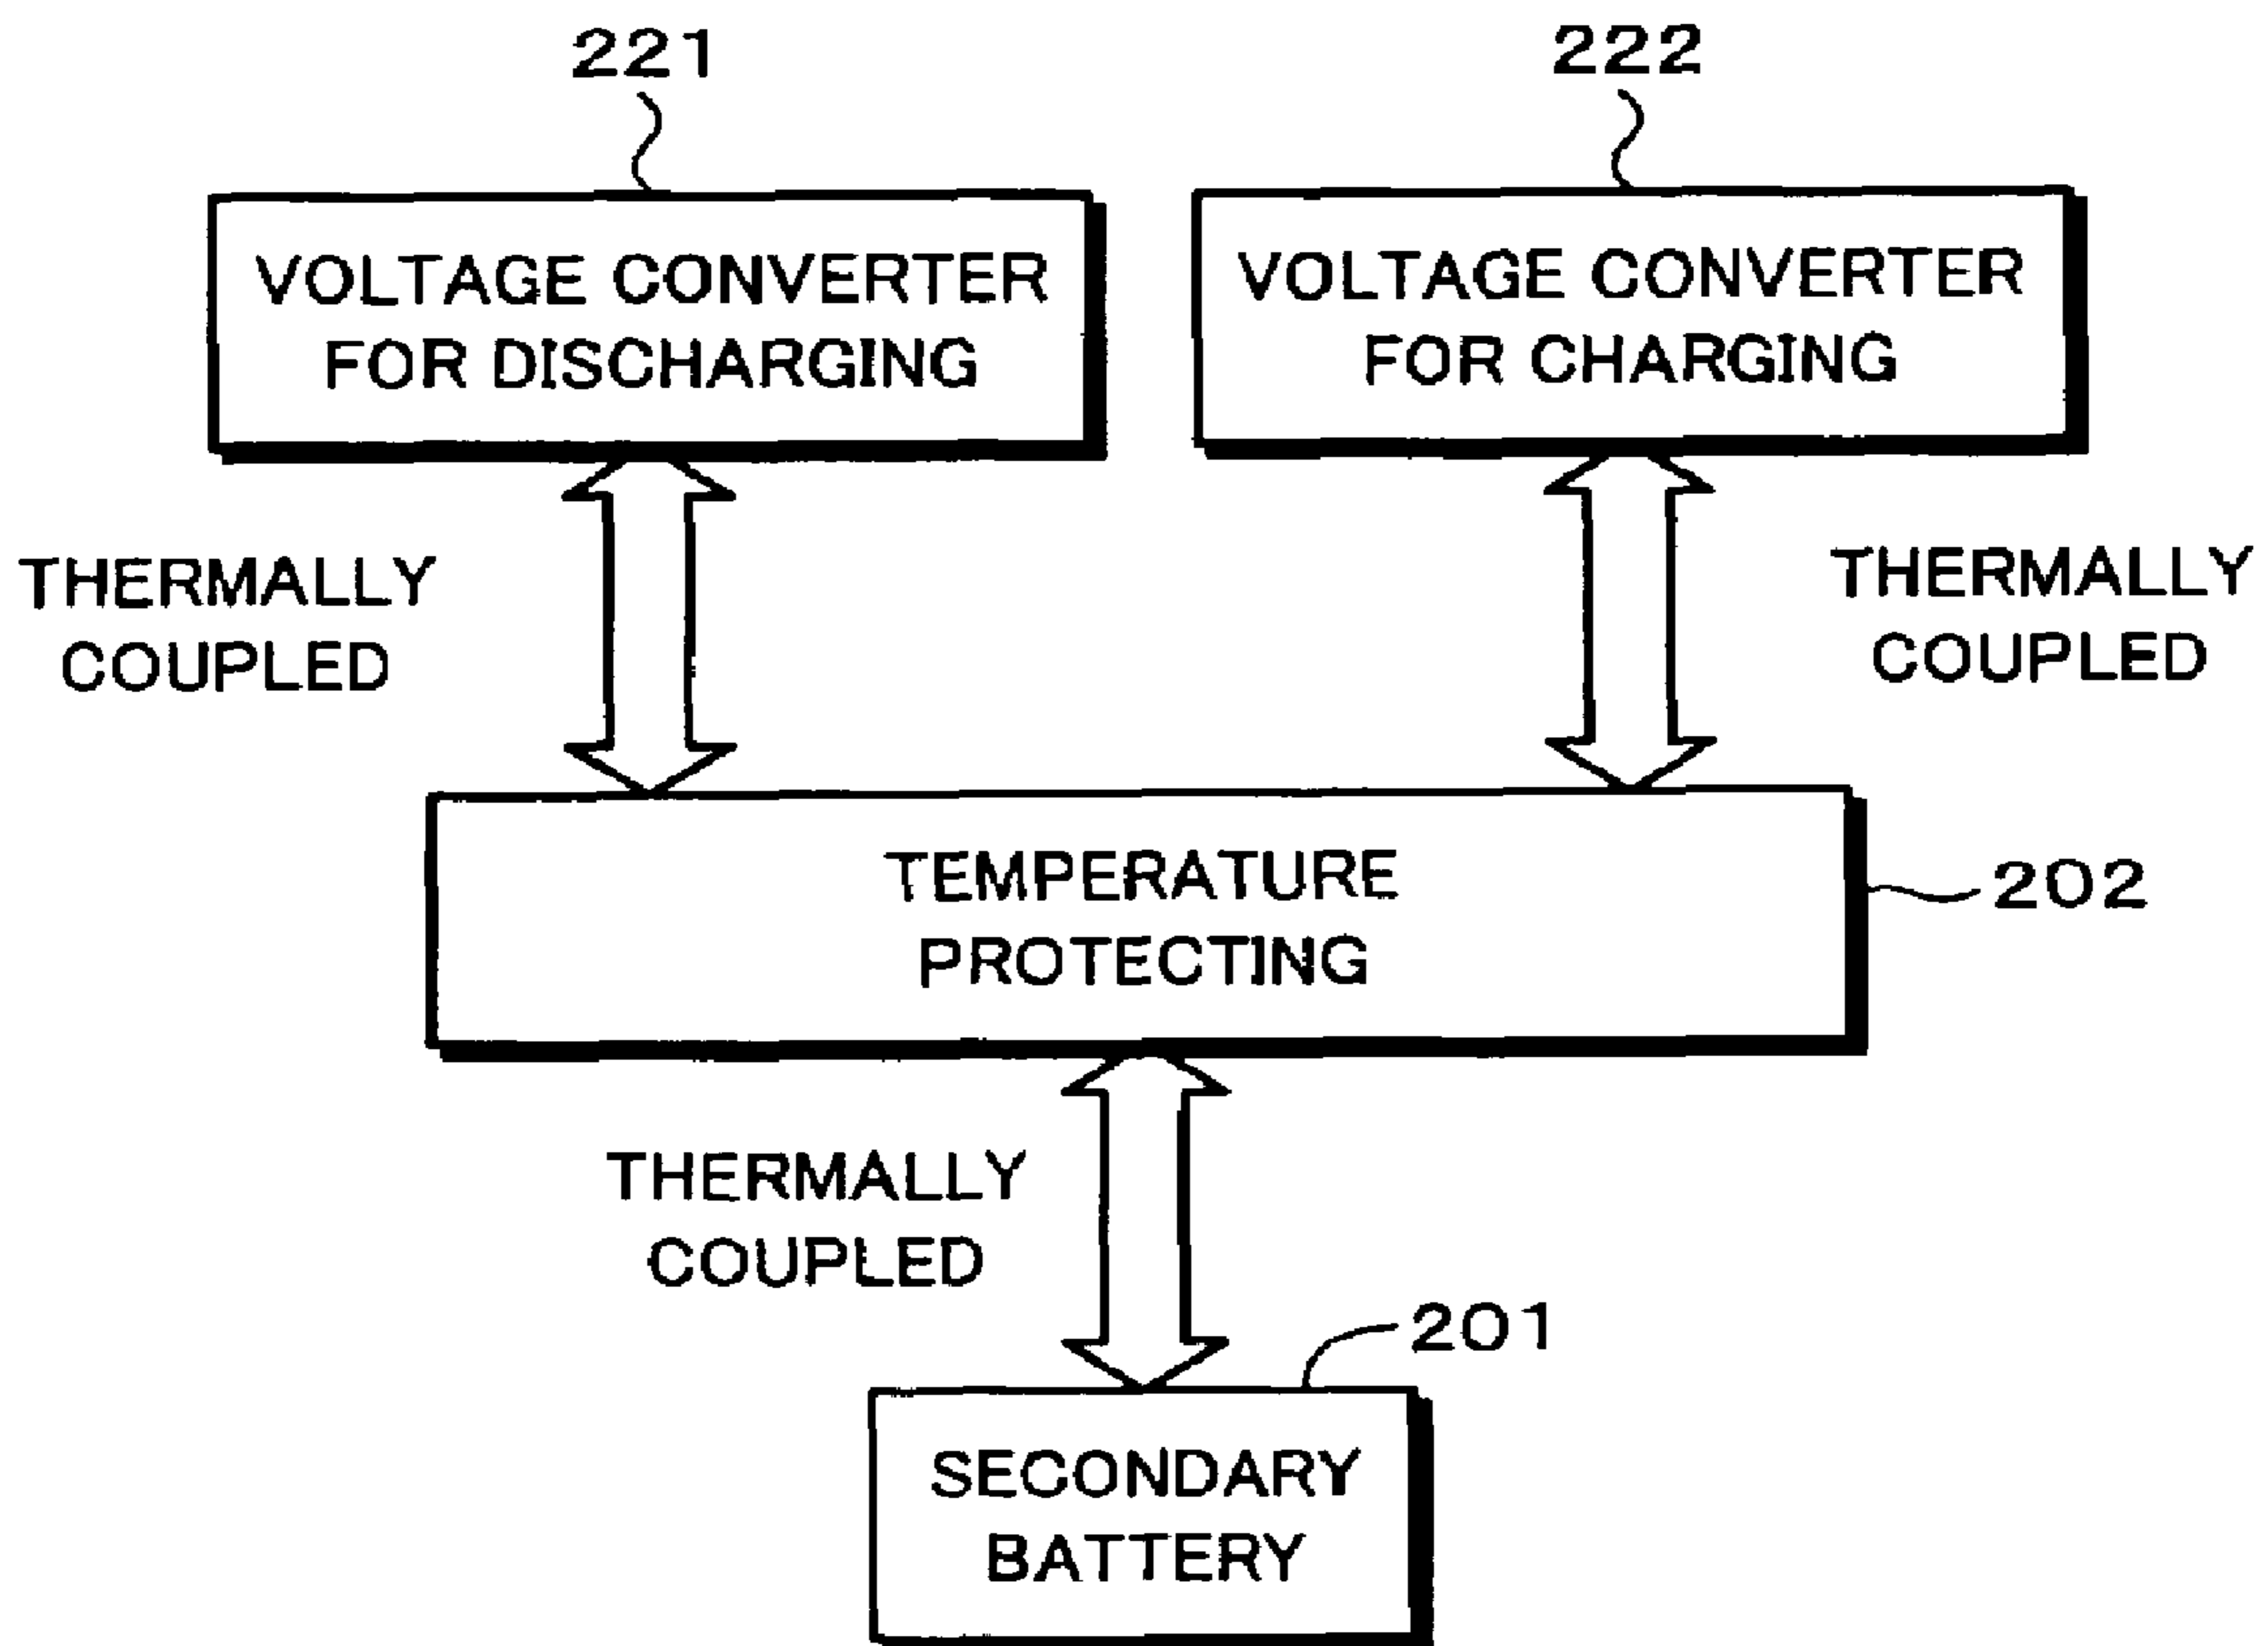 221
222
VOLTAGE CONVERTER
FOR DISCHARGING
VOLTAGE CONVERTER
FOR CHARGING
THERMALLY
COUPLED
THERMALLY
COUPLED
TEMPERATURE
PROTECTING
202
THERMALLY
COUPLED
201
SECONDARY
BATTERY